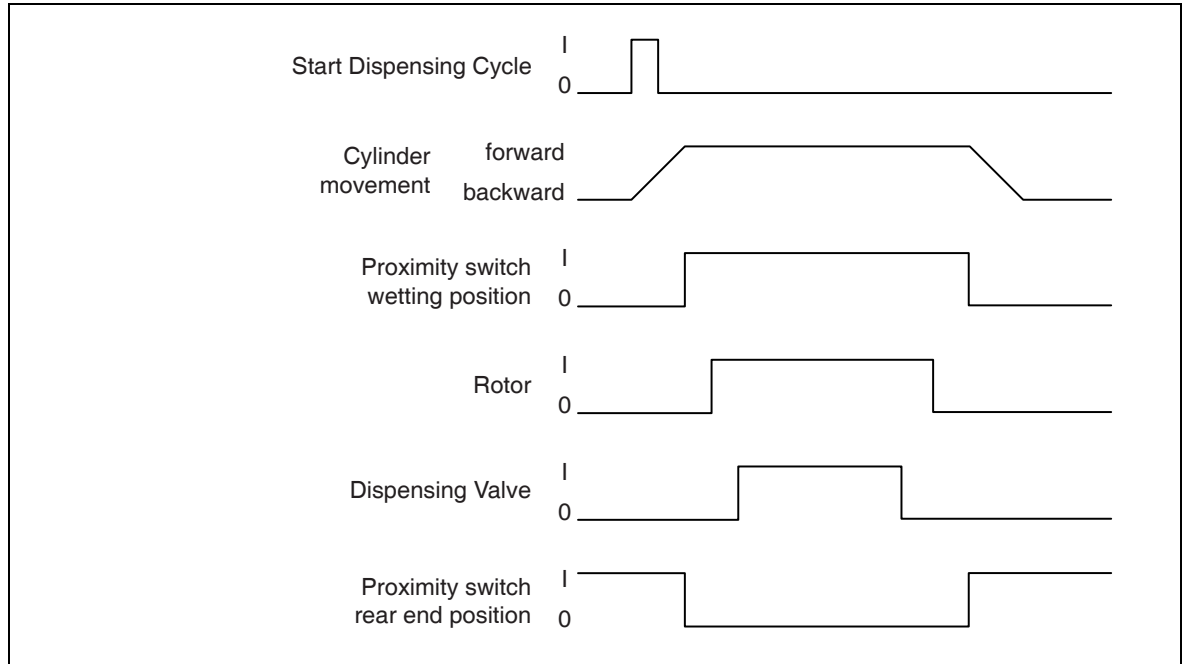 Start Dispensing Cycle
I
0
Cylinder
movement
forward
backward
Proximity switch
wetting position
I
0
Rotor
I
0
Dispensing Valve
I
0
Proximity switch
rear end position
I
0